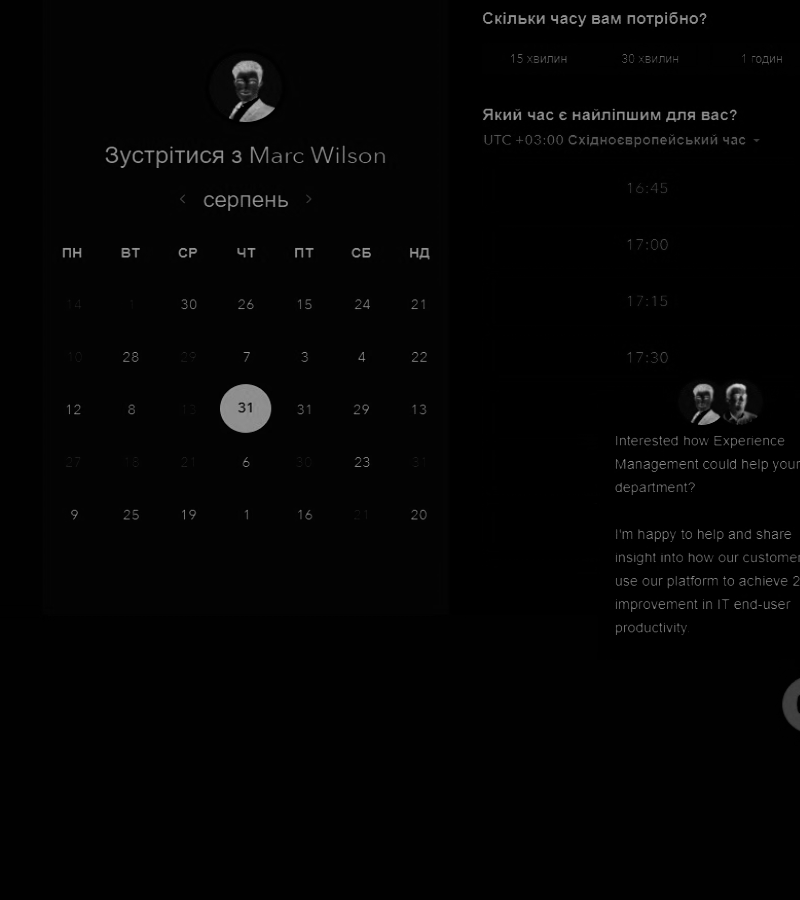 Зустрітися з Marc Wilson
серпень
ПН ВТ СР ЧТ ПТ СБ НД
14 1 30 26 15 24 21
10 28 29 7 3 4 22
12 8 13 31 31 29 13
27 18 21 6 30 23 31
9 25 19 1 16 21 20
Скільки часу вам потрібно?
15 хвилин 30 хвилин 1 годин
Який час є найліпшим для вас?
UTC +03:00 Східноєвропейський час
16:45
17:00
17:15
17:30
Interested how Experience
Management could help your
department?
I'm happy to help and share
insight into how our customer
use our platform to achieve 2
improvement in IT end-user
productivity.